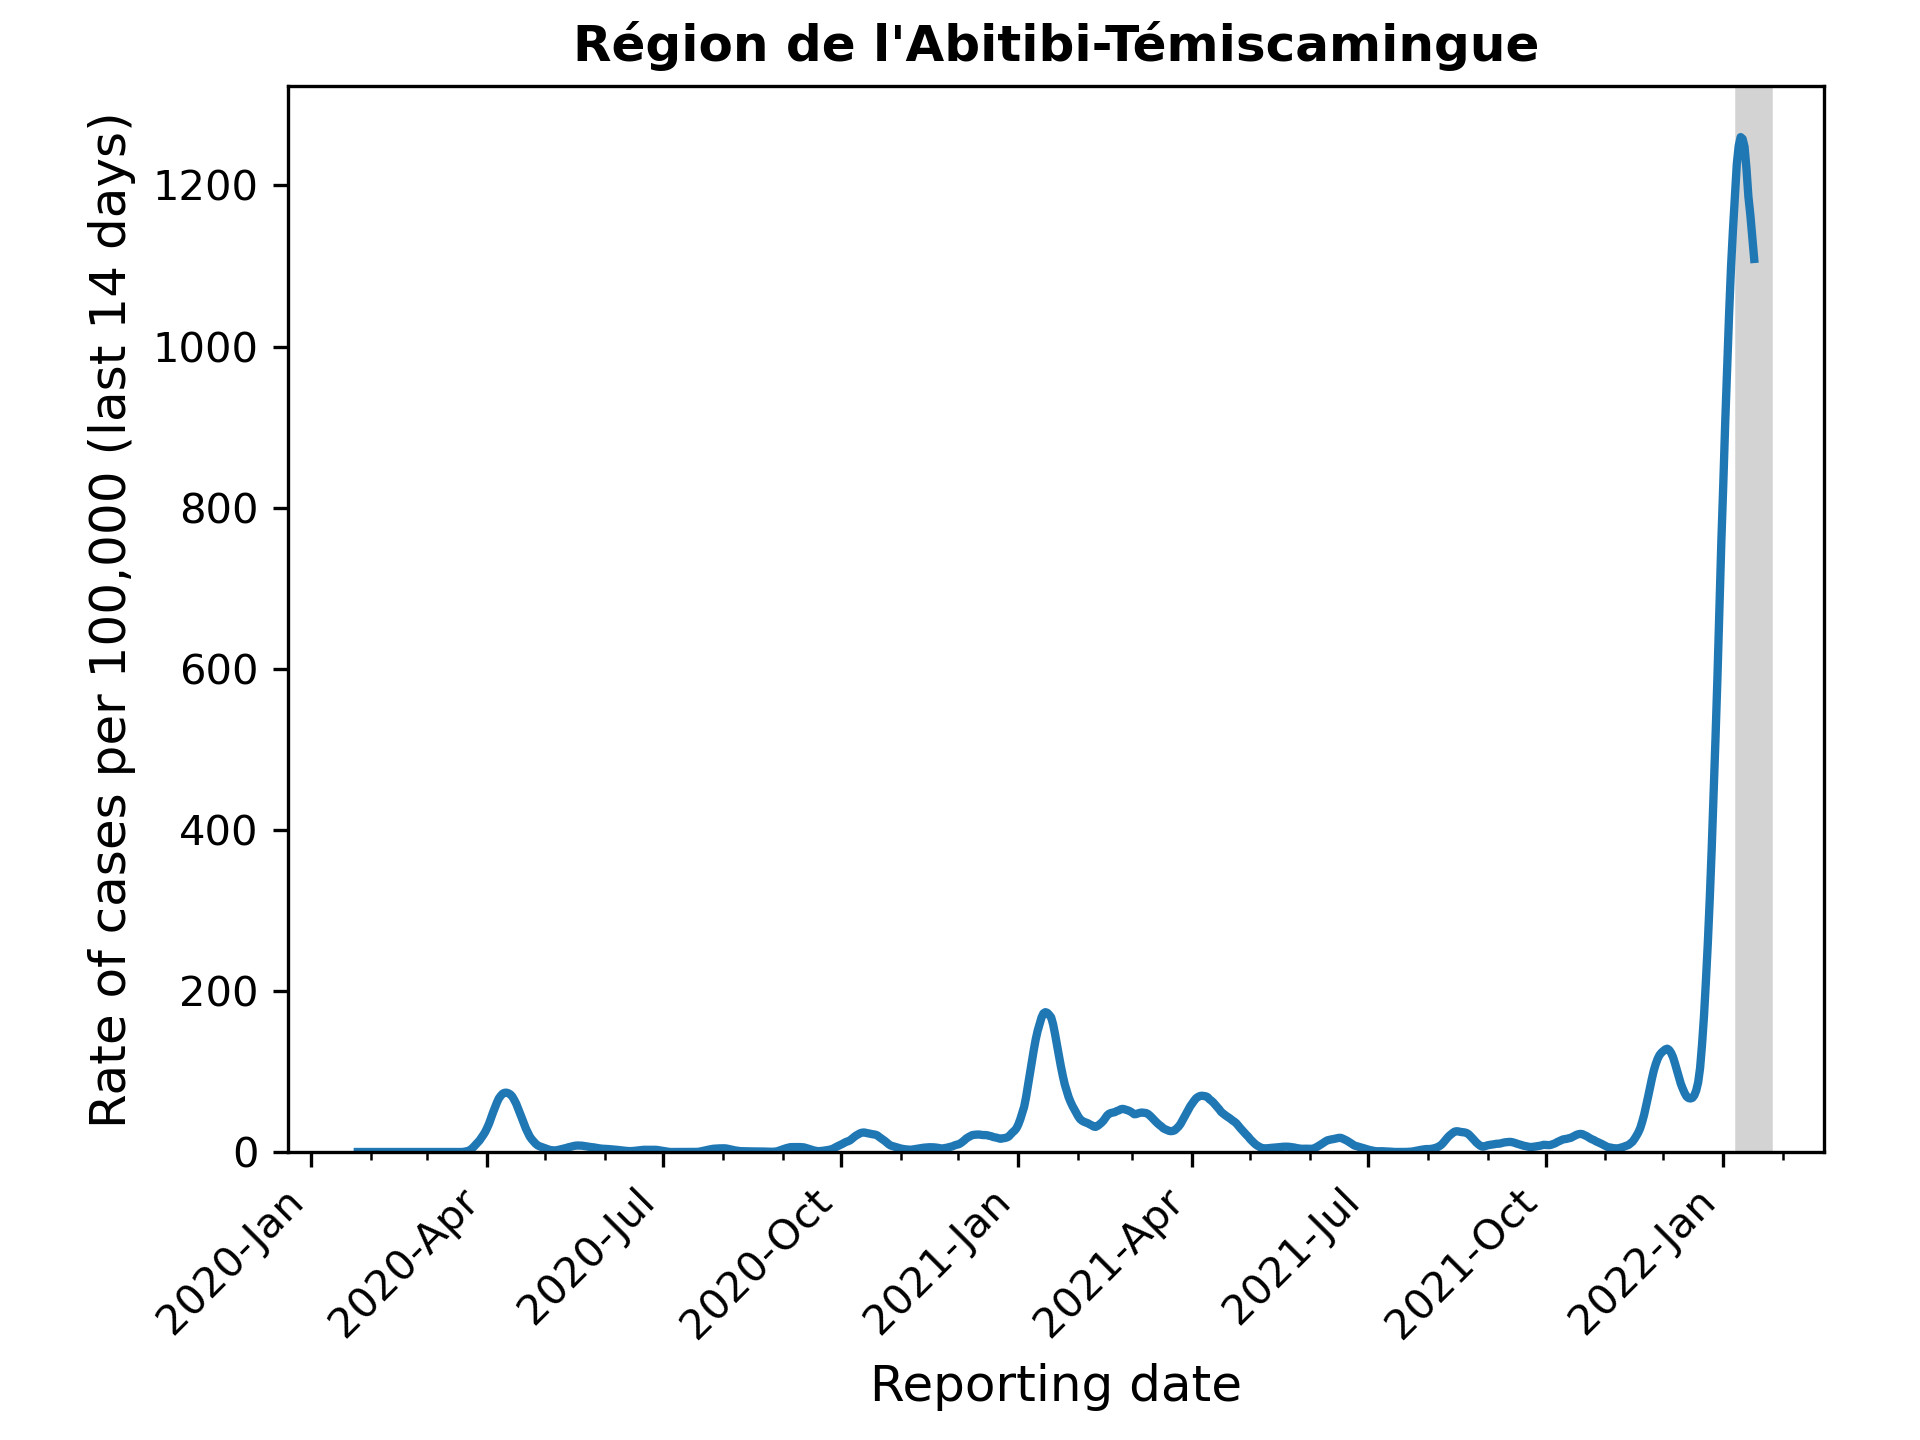 Région de l'Abitibi-Témiscamingue
Rate of cases per 100,000 (last 14 days)
1200
1000
800
600
400
200
0
2020-Jan
2020-Apr
2020-Jul
2020-Oct
2021-Jan
2021-Apr
2021-Jul
2021-Oct
2022-Jan
Reporting date